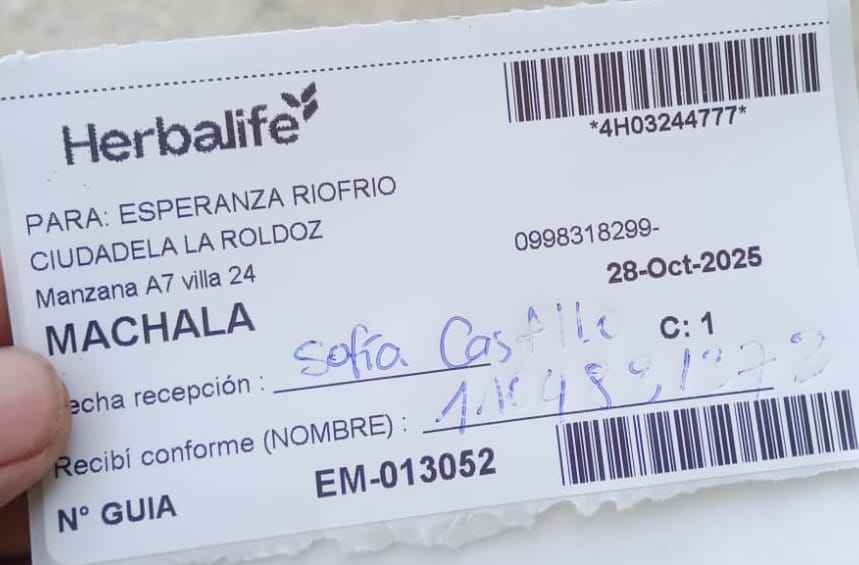 Herbalife
*4H03244777*
PARA: ESPERANZA RIOFRIO
CIUDADELA LA ROLDOZ
0998318299-
Manzana A7 villa 24
28-Oct-2025
MACHALA
C: 1
echa recepción : Sofía Castillo
Recibí conforme (NOMBRE) :
N° GUIA EM-013052